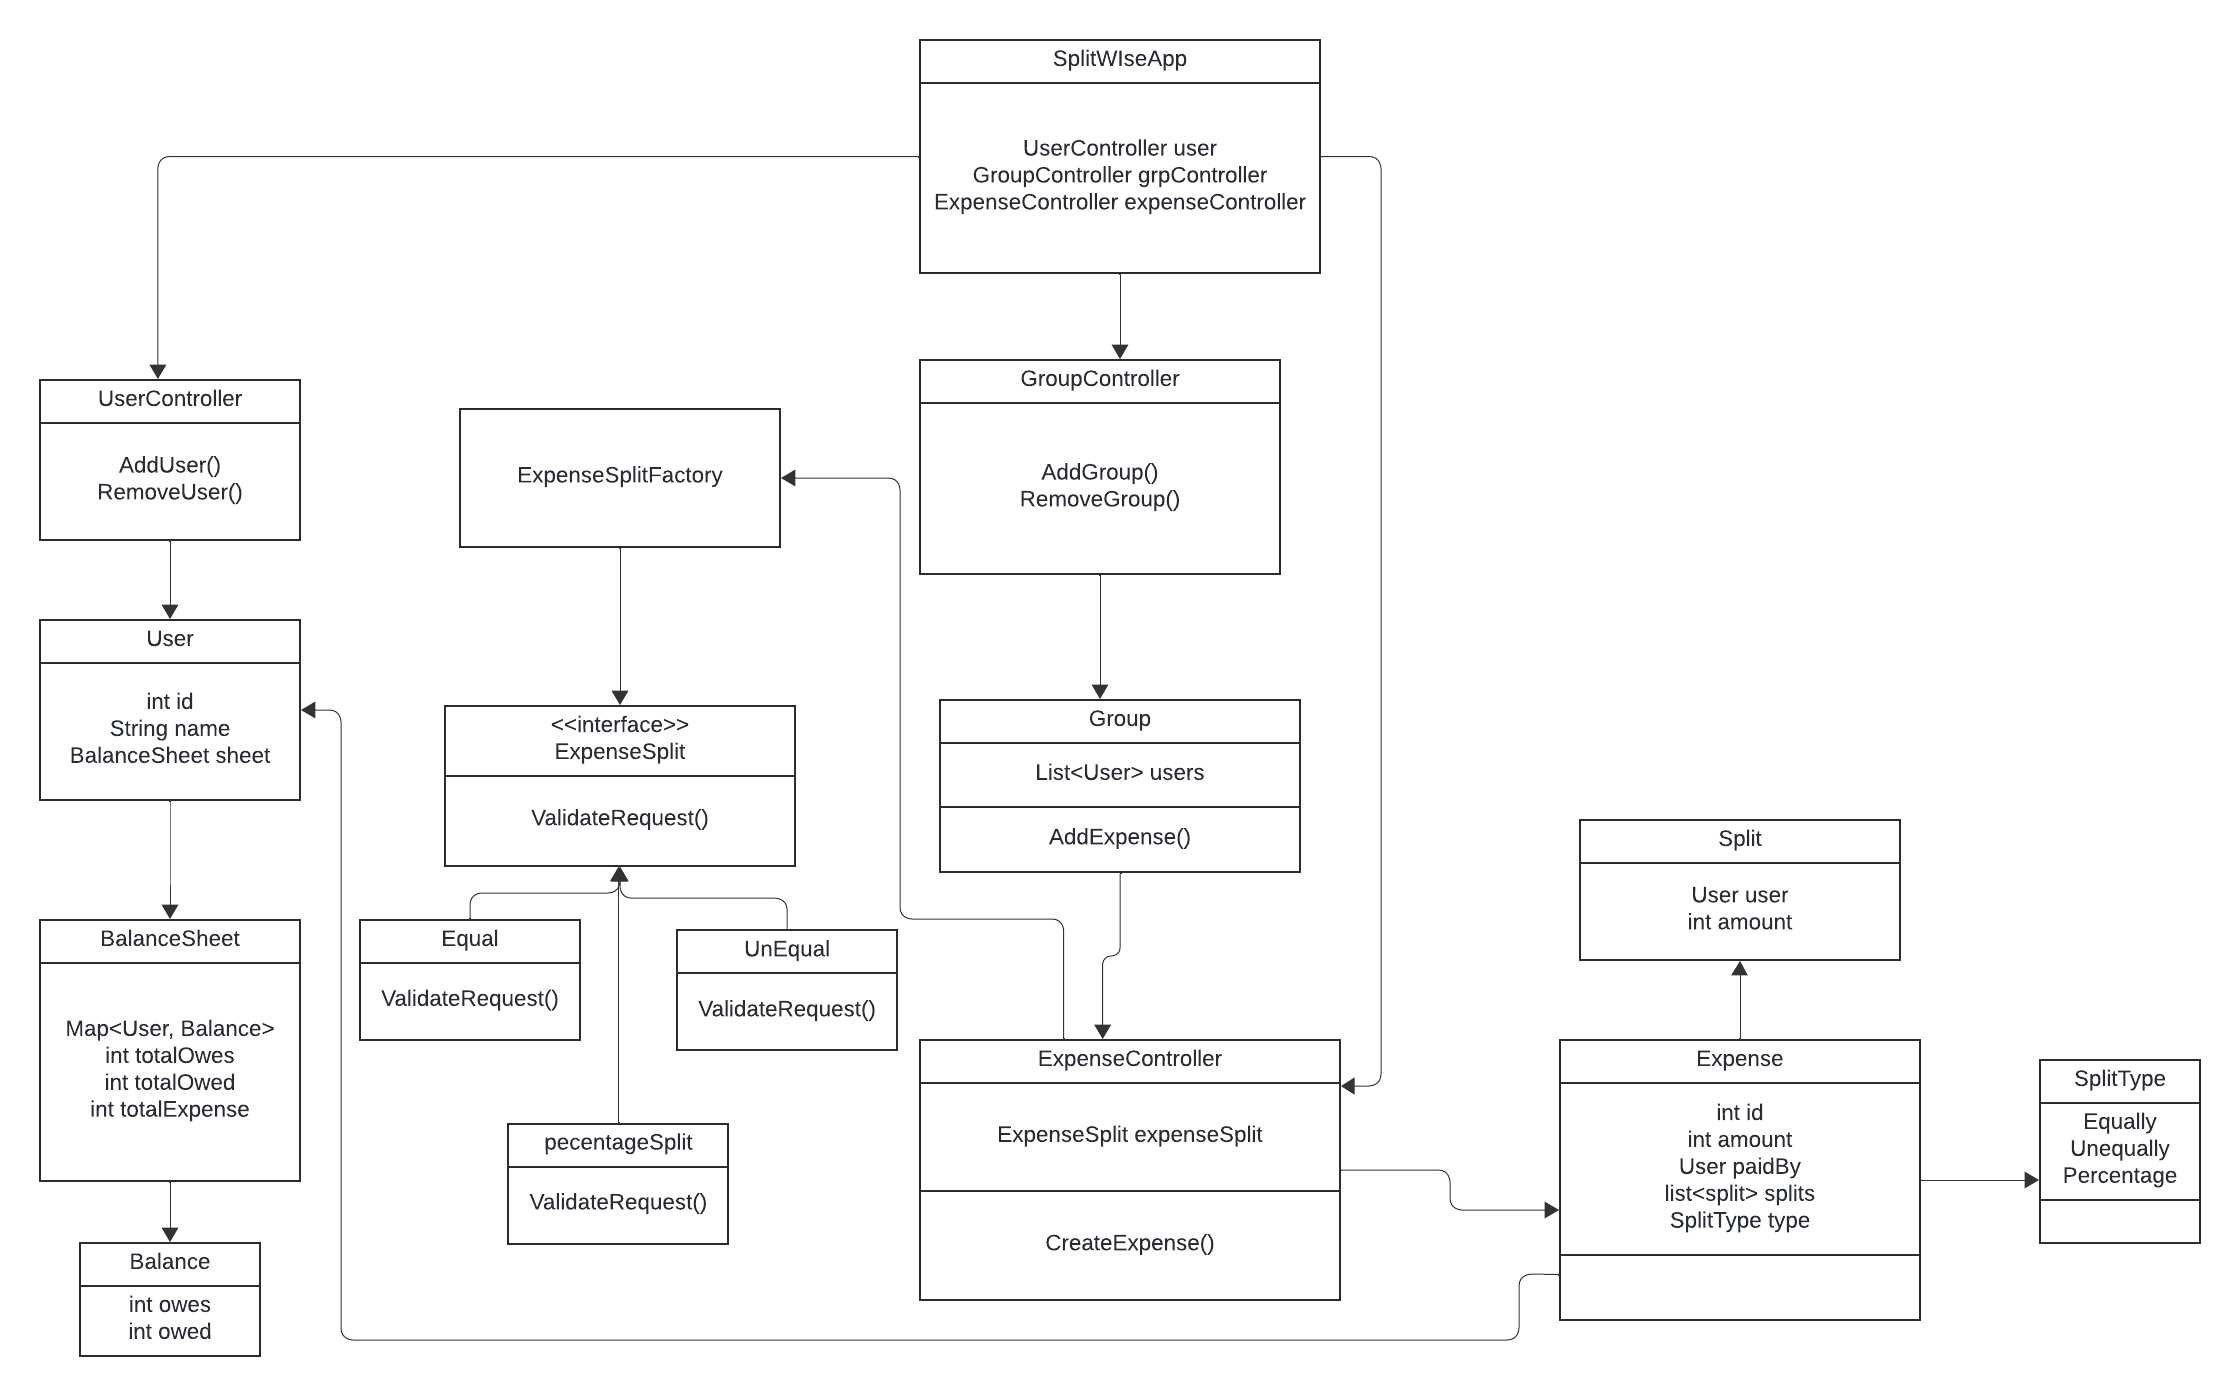 SplitWIseApp
UserController user
GroupController grpController
ExpenseController expenseController
UserController
AddUser()
RemoveUser()
ExpenseSplitFactory
GroupController
AddGroup()
RemoveGroup()
User
int id
String name
BalanceSheet sheet
<<interface>>
ExpenseSplit
ValidateRequest()
Group
List<User> users
AddExpense()
Split
User user
int amount
BalanceSheet
Map<User, Balance>
int totalOwes
int totalOwed
int totalExpense
Equal
ValidateRequest()
UnEqual
ValidateRequest()
pecentageSplit
ValidateRequest()
ExpenseController
ExpenseSplit expenseSplit
CreateExpense()
Expense
int id
int amount
User paidBy
list<split> splits
SplitType type
SplitType
Equally
Unequally
Percentage
Balance
int owes
int owed